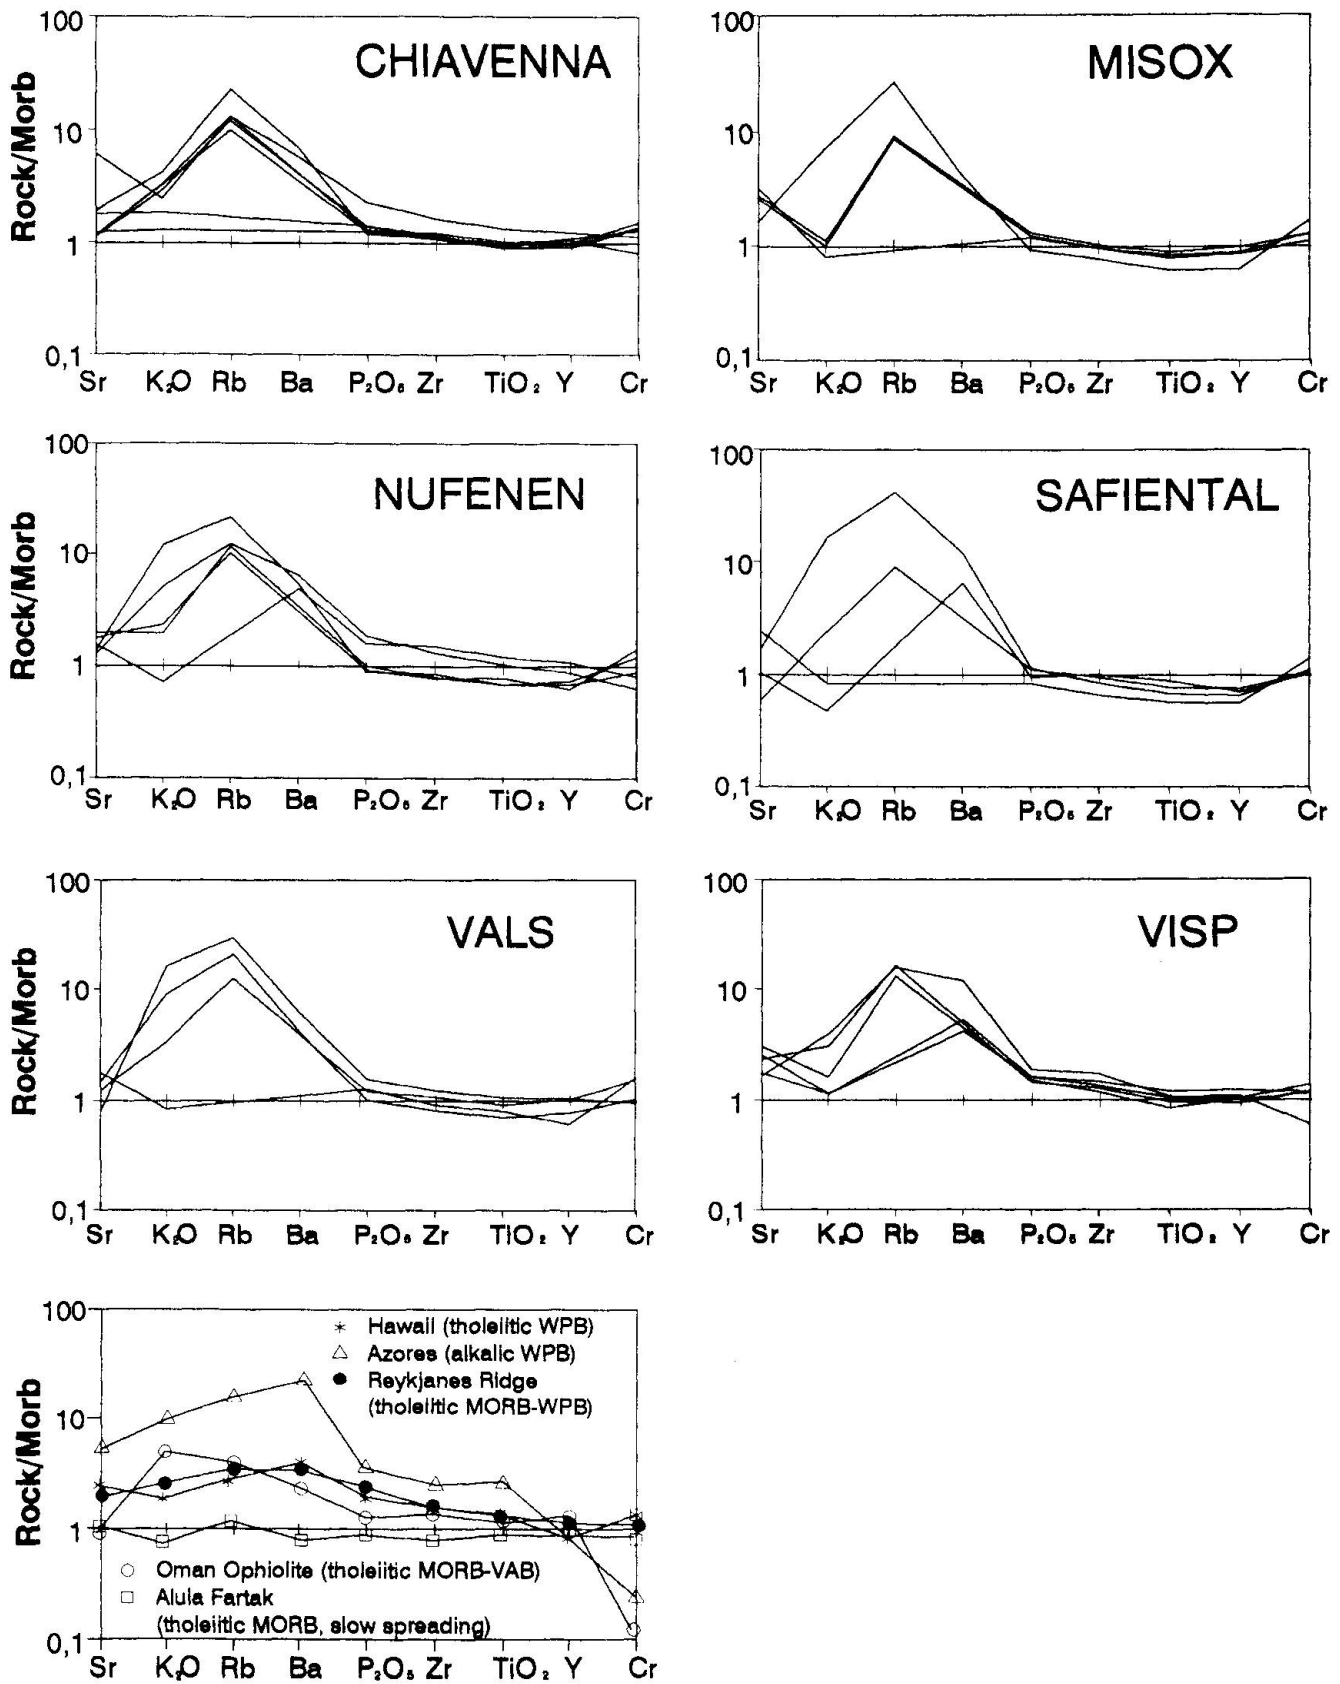 CHIAVENNA
Rock/Morb
100
10
1
0,1
Sr K₂O Rb Ba P₂O₅ Zr TiO₂ Y Cr
MISOX
100
10
1
0,1
Sr K₂O Rb Ba P₂O₅ Zr TiO₂ Y Cr
NUFENEN
Rock/Morb
100
10
1
0,1
Sr K₂O Rb Ba P₂O₅ Zr TiO₂ Y Cr
SAFIENTAL
100
10
1
0,1
Sr K₂O Rb Ba P₂O₅ Zr TiO₂ Y Cr
VALS
Rock/Morb
100
10
1
0,1
Sr K₂O Rb Ba P₂O₅ Zr TiO₂ Y Cr
VISP
100
10
1
0,1
Sr K₂O Rb Ba P₂O₅ Zr TiO₂ Y Cr
Rock/Morb
100
10
1
0,1
Hawaii (tholeiitic WPB)
Azores (alkalic WPB)
Reykjanes Ridge
(tholeiitic MORB-WPB)
Oman Ophiolite (tholeiitic MORB-VAB)
Alula Fartak
(tholeiitic MORB, slow spreading)
Sr K₂O Rb Ba P₂O₅ Zr TiO₂ Y Cr